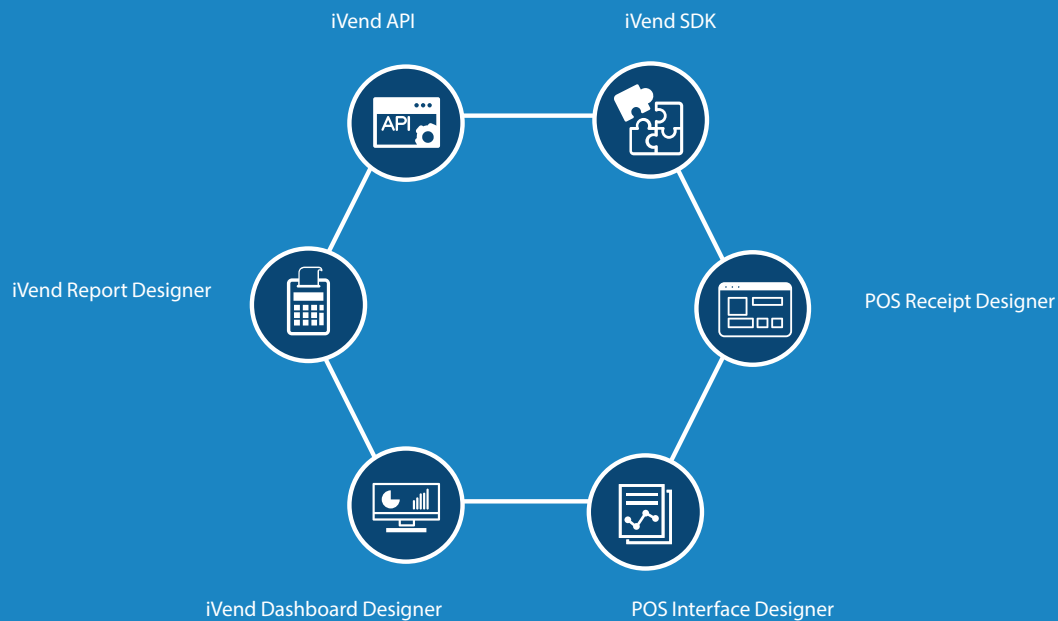 iVend API
iVend SDK
API
iVend Report Designer
POS Receipt Designer
iVend Dashboard Designer
POS Interface Designer